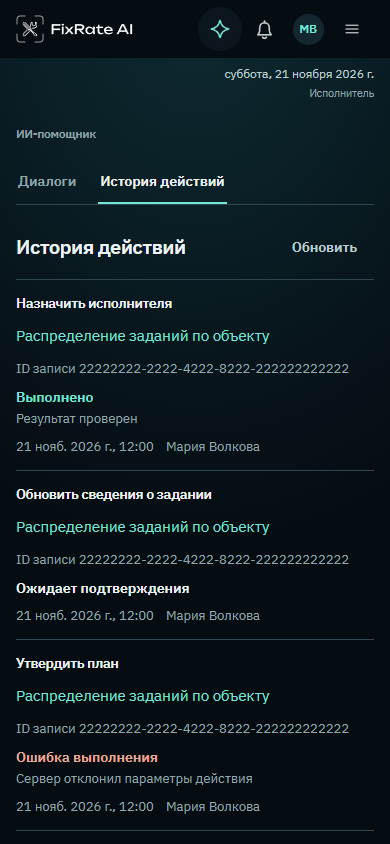 FixRate AI
МВ
суббота, 21 ноября 2026 г.
Исполнитель
ИИ-помощник
Диалоги История действий
История действий Обновить
Назначить исполнителя
Распределение заданий по объекту
ID записи 22222222-2222-4222-8222-222222222222
Выполнено
Результат проверен
21 нояб. 2026 г., 12:00 Мария Волкова
Обновить сведения о задании
Распределение заданий по объекту
ID записи 22222222-2222-4222-8222-222222222222
Ожидает подтверждения
21 нояб. 2026 г., 12:00 Мария Волкова
Утвердить план
Распределение заданий по объекту
ID записи 22222222-2222-4222-8222-222222222222
Ошибка выполнения
Сервер отклонил параметры действия
21 нояб. 2026 г., 12:00 Мария Волкова